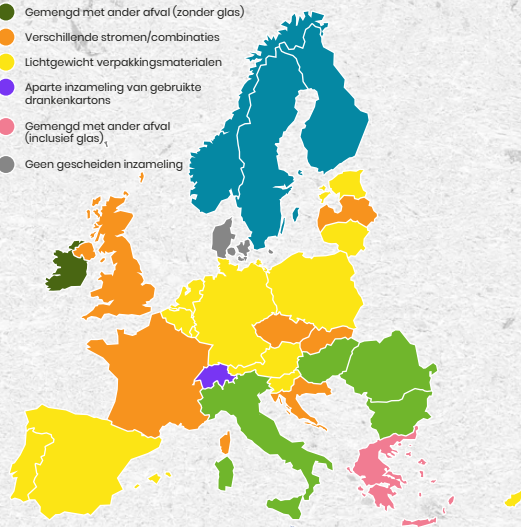 Gemengd met ander afval (zonder glas)
Verschillende stromen/combinaties
Lichtgewicht verpakkingsmaterialen
Aparte inzameling van gebruikte
drankenkartons
Gemengd met ander afval
(inclusief glas)
Geen gescheiden inzameling